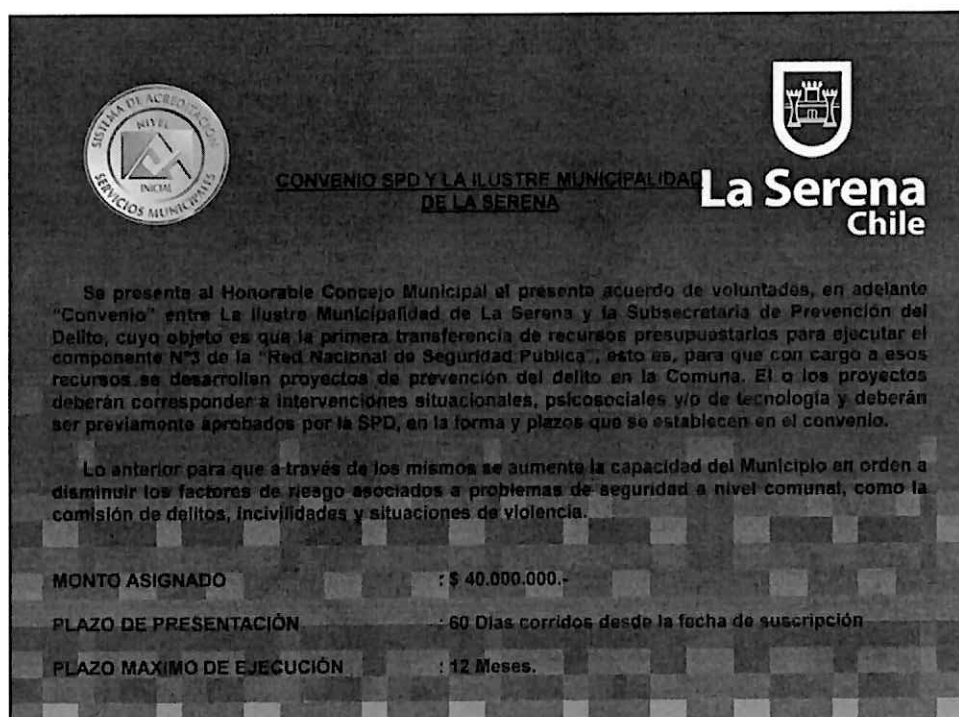 SISTEMA DE ACREDITACIÓN
NIVEL
INICIAL
SERVICIOS MUNICIPALES
La Serena
Chile
CONVENIO SPD Y LA ILUSTRE MUNICIPALIDAD
DE LA SERENA
Se presenta al Honorable Concejo Municipal el presente acuerdo de voluntades, en adelante
"Convenio" entre La Ilustre Municipalidad de La Serena y la Subsecretaria de Prevención del
Delito, cuyo objeto es que la primera transferencia de recursos presupuestarios para ejecutar el
componente N°3 de la "Red Nacional de Seguridad Publica", esto es, para que con cargo a esos
recursos se desarrollen proyectos de prevención del delito en la Comuna. El o los proyectos
deberán corresponder a intervenciones situacionales, psicosociales y/o de tecnología y deberán
ser previamente aprobados por la SPD, en la forma y plazos que se establecen en el convenio.
Lo anterior para que a través de los mismos se aumente la capacidad del Municipio en orden a
disminuir los factores de riesgo asociados a problemas de seguridad a nivel comunal, como la
comisión de delitos, incivilidades y situaciones de violencia.
MONTO ASIGNADO : $ 40.000.000.-
PLAZO DE PRESENTACIÓN : 60 Días corridos desde la fecha de suscripción
PLAZO MAXIMO DE EJECUCIÓN : 12 Meses.